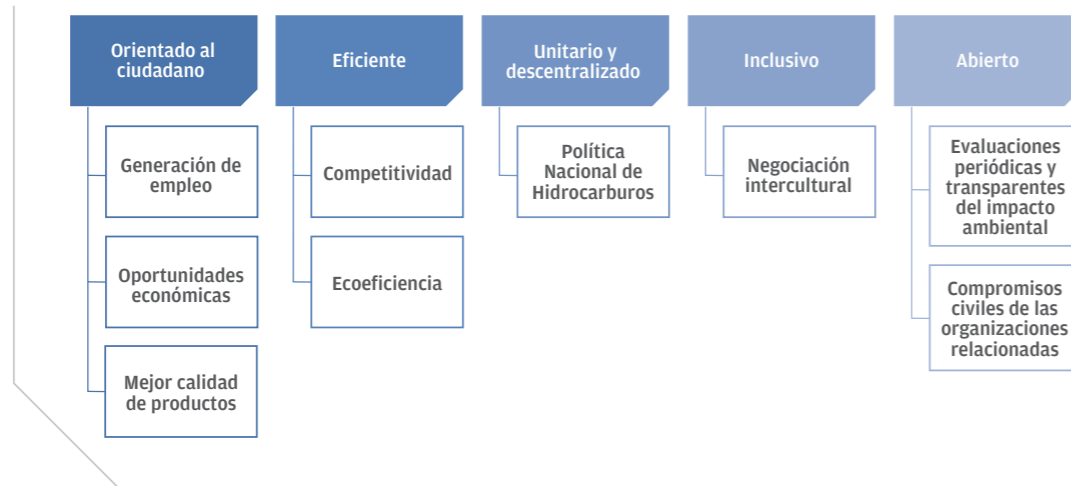 Orientado al
ciudadano
Generación de
empleo
Oportunidades
económicas
Mejor calidad
de productos
Eficiente
Competitividad
Ecoeficiencia
Unitario y
descentralizado
Política
Nacional de
Hidrocarburos
Inclusivo
Negociación
intercultural
Abierto
Evaluaciones
periódicas y
transparentes
del impacto
ambiental
Compromisos
civiles de las
organizaciones
relacionadas